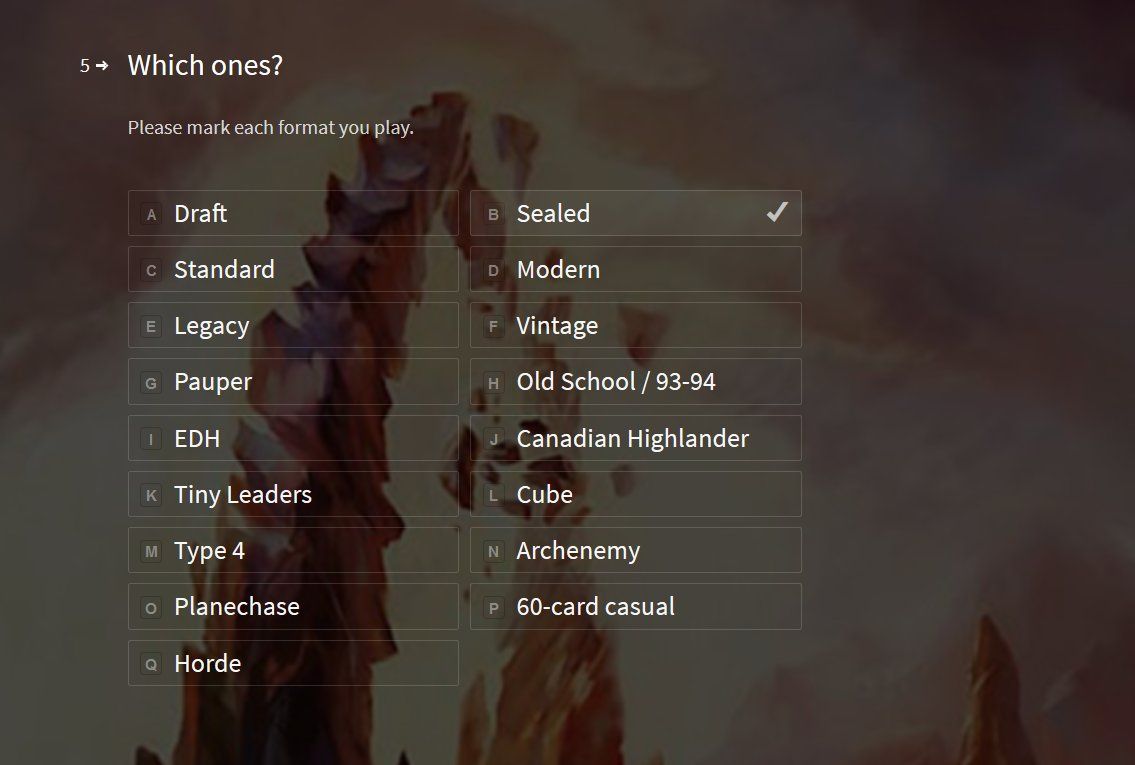 5 → Which ones?
Please mark each format you play.
A Draft
B Sealed ✓
C Standard
D Modern
E Legacy
F Vintage
G Pauper
H Old School / 93-94
I EDH
J Canadian Highlander
K Tiny Leaders
L Cube
M Type 4
N Archenemy
O Planechase
P 60-card casual
Q Horde